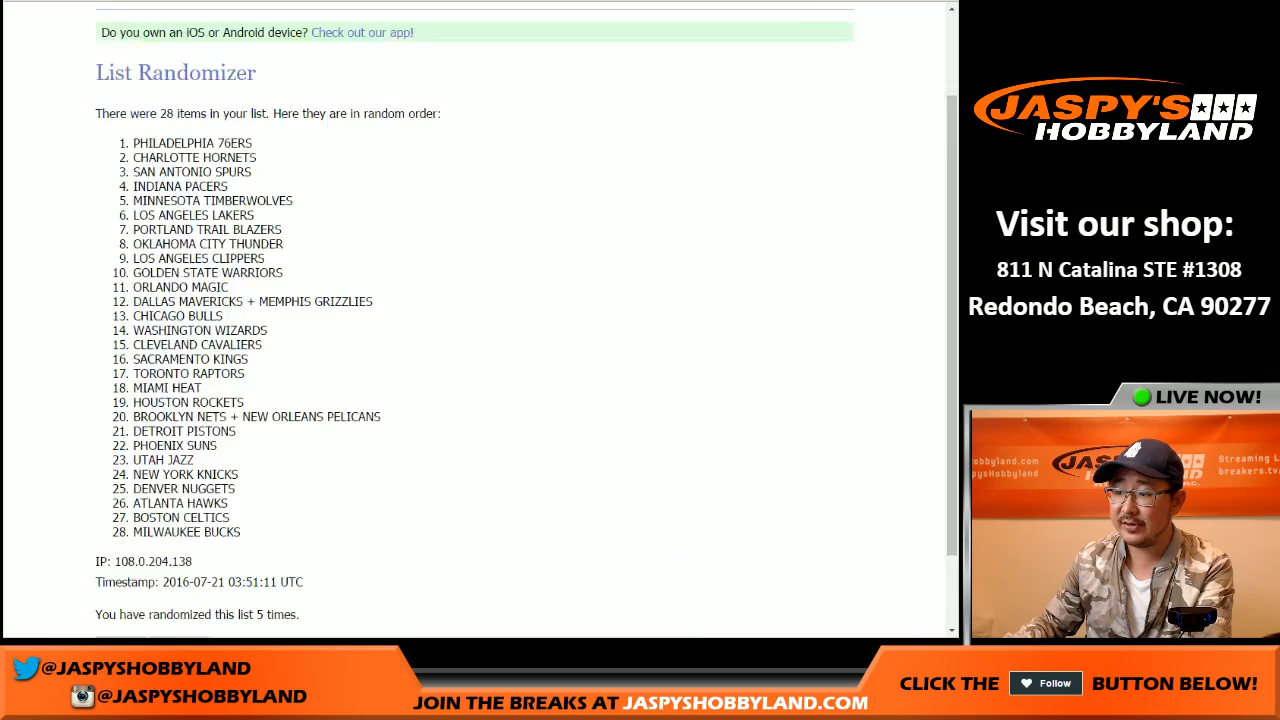 Do you own an iOS or Android device? Check out our app!
List Randomizer
There were 28 items in your list. Here they are in random order:
1. PHILADELPHIA 76ERS
2. CHARLOTTE HORNETS
3. SAN ANTONIO SPURS
4. INDIANA PACERS
5. MINNESOTA TIMBERWOLVES
6. LOS ANGELES LAKERS
7. PORTLAND TRAIL BLAZERS
8. OKLAHOMA CITY THUNDER
9. LOS ANGELES CLIPPERS
10. GOLDEN STATE WARRIORS
11. ORLANDO MAGIC
12. DALLAS MAVERICKS + MEMPHIS GRIZZLIES
13. CHICAGO BULLS
14. WASHINGTON WIZARDS
15. CLEVELAND CAVALIERS
16. SACRAMENTO KINGS
17. TORONTO RAPTORS
18. MIAMI HEAT
19. HOUSTON ROCKETS
20. BROOKLYN NETS + NEW ORLEANS PELICANS
21. DETROIT PISTONS
22. PHOENIX SUNS
23. UTAH JAZZ
24. NEW YORK KNICKS
25. DENVER NUGGETS
26. ATLANTA HAWKS
27. BOSTON CELTICS
28. MILWAUKEE BUCKS
IP: 108.0.204.138
Timestamp: 2016-07-21 03:51:11 UTC
You have randomized this list 5 times.
JASPY'S
HOBBYLAND
Visit our shop:
811 N Catalina STE #1308
Redondo Beach, CA 90277
LIVE NOW!
obbyland.com
spysHobbyland
JAS
Streaming L
breakers.tv
@JASPYSHOBBYLAND
@JASPYSHOBBYLAND
JOIN THE BREAKS AT JASPYSHOBBYLAND.COM
CLICK THE Follow BUTTON BELOW!